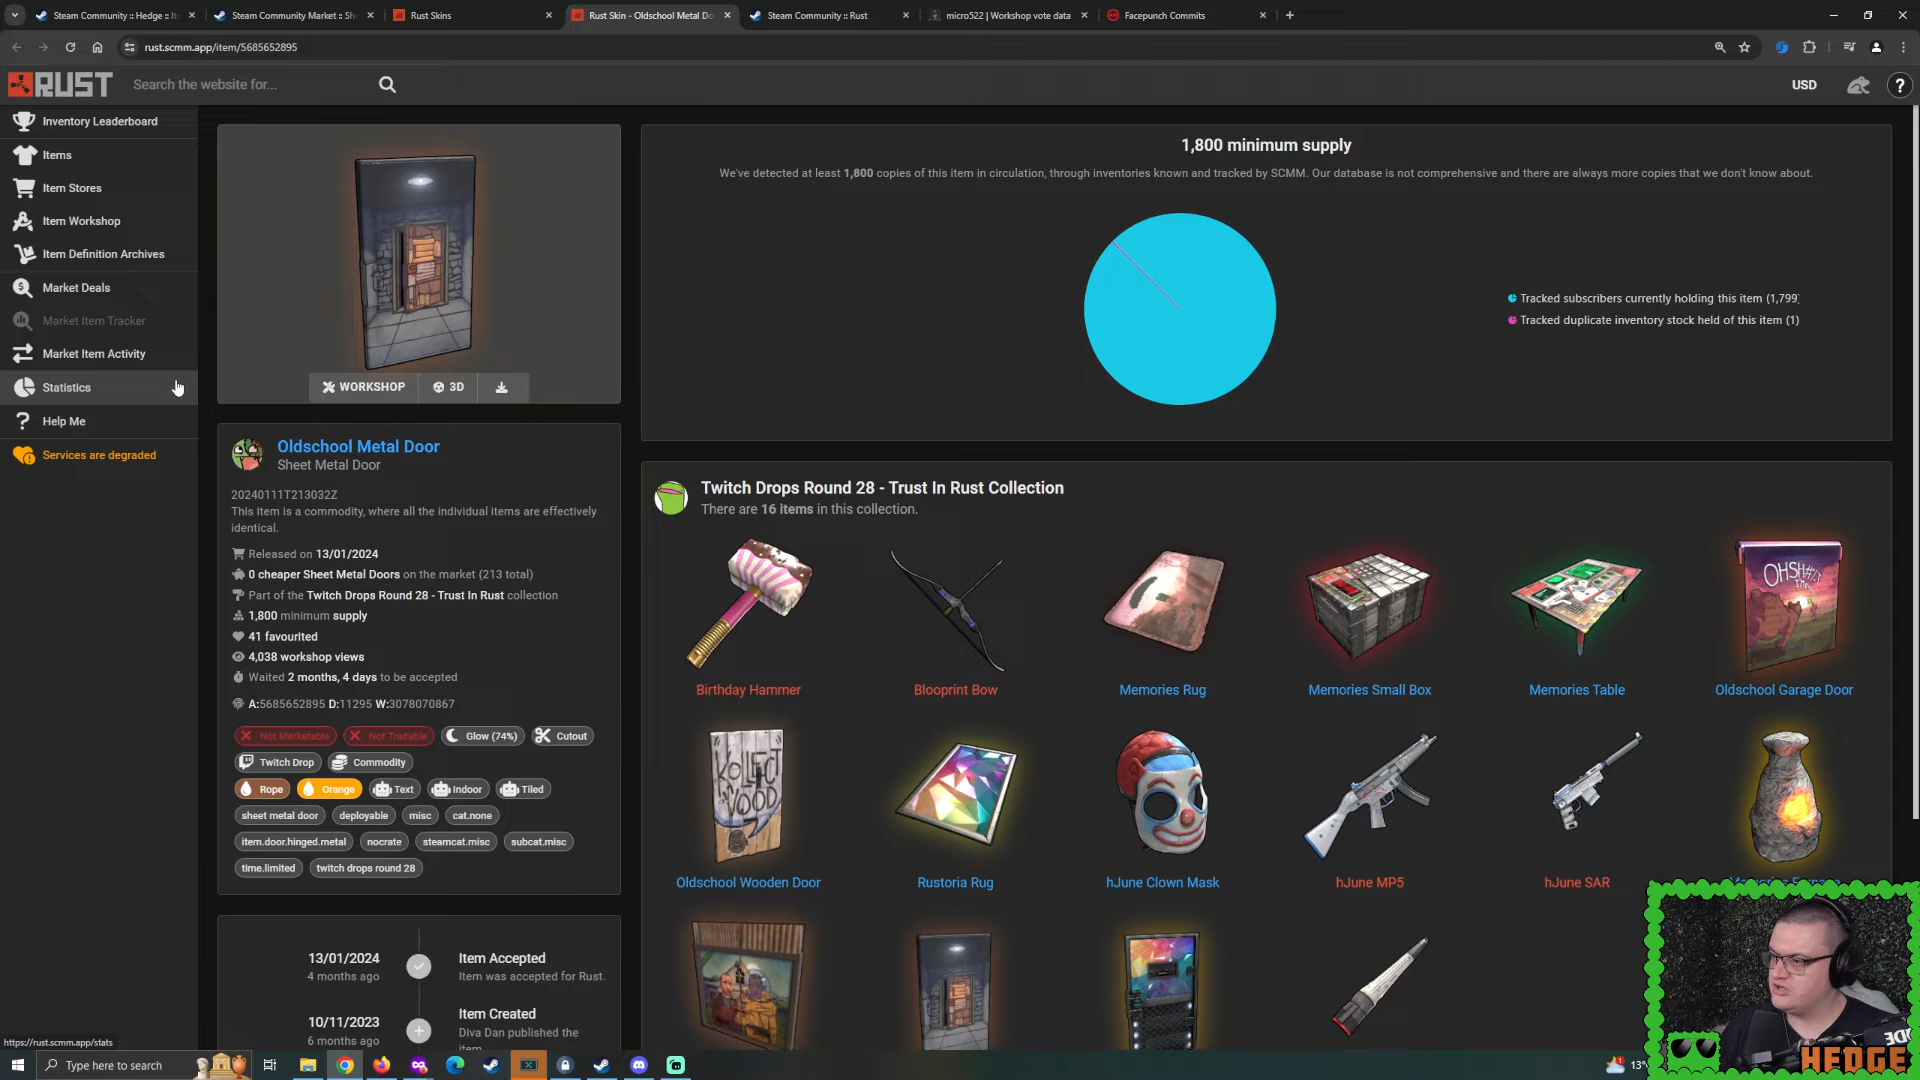 Steam Community :: Hedge :: It
Steam Community Market :: Sh
Rust Skins
Rust Skin - Oldschool Metal Do
Steam Community :: Rust
micro522 | Workshop vote data
Facepunch Commits
rust.scmm.app/item/5685652895
RUST
Search the website for...
USD
?
Inventory Leaderboard
Items
Item Stores
Item Workshop
Item Definition Archives
Market Deals
Market Item Tracker
Market Item Activity
Statistics
Help Me
Services are degraded
WORKSHOP
3D
Oldschool Metal Door
Sheet Metal Door
20240111T213032Z
This item is a commodity, where all the individual items are effectively
identical.
Released on 13/01/2024
0 cheaper Sheet Metal Doors on the market (213 total)
Part of the Twitch Drops Round 28 - Trust In Rust collection
1,800 minimum supply
41 favourited
4,038 workshop views
Waited 2 months, 4 days to be accepted
A:5685652895 D:11295 W:3078070867
Not Marketable
Not Tradable
Glow (74%)
Cutout
Twitch Drop
Commodity
Rope
Orange
Text
Indoor
Tiled
sheet metal door
deployable
misc
cat.none
item.door.hinged.metal
nocrate
steamcat.misc
subcat.misc
time.limited
twitch drops round 28
13/01/2024
4 months ago
Item Accepted
Item was accepted for Rust.
10/11/2023
6 months ago
Item Created
Diva Dan published the
item
1,800 minimum supply
We've detected at least 1,800 copies of this item in circulation, through inventories known and tracked by SCMM. Our database is not comprehensive and there are always more copies that we don't know about.
Tracked subscribers currently holding this item (1,799)
Tracked duplicate inventory stock held of this item (1)
Twitch Drops Round 28 - Trust In Rust Collection
There are 16 items in this collection.
Birthday Hammer
Blooprint Bow
Memories Rug
Memories Small Box
Memories Table
Oldschool Garage Door
Oldschool Wooden Door
Rustoria Rug
hJune Clown Mask
hJune MP5
hJune SAR
Memories Furnace
https://rust.scmm.app/stats
Type here to search
13°
HEDGE